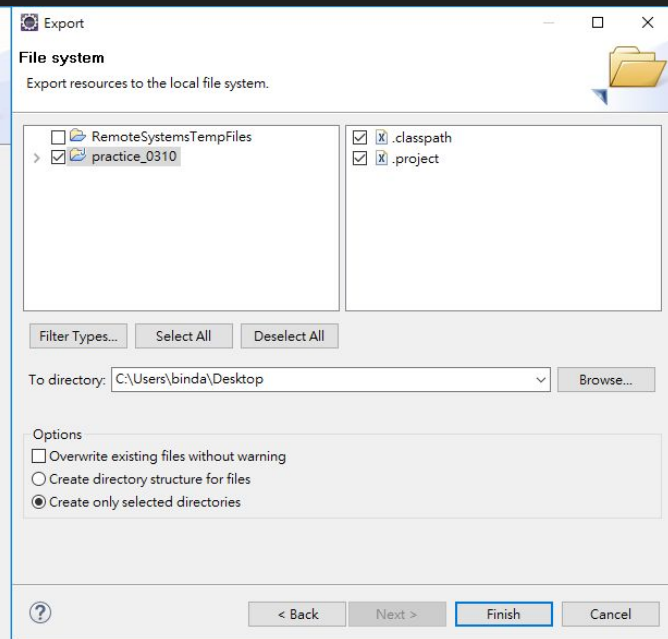 Export
File system
Export resources to the local file system.
RemoteSystemsTempFiles
practice_0310
.classpath
.project
Filter Types...
Select All
Deselect All
To directory:
C:\Users\binda\Desktop
Browse...
Options
Overwrite existing files without warning
Create directory structure for files
Create only selected directories
< Back
Next >
Finish
Cancel